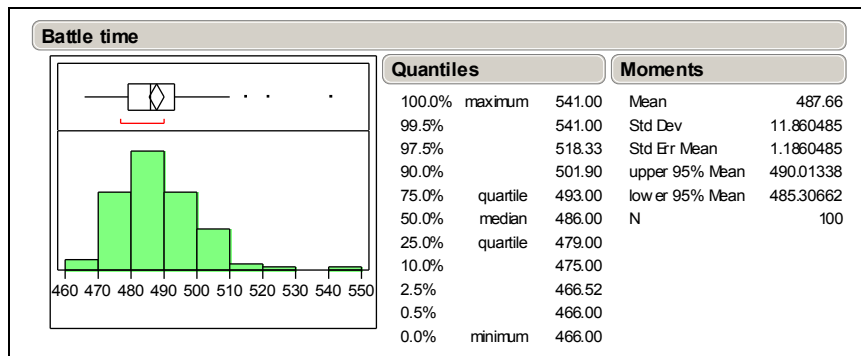 Battle time
460 470 480 490 500 510 520 530 540 550
Quantiles
100.0% maximum 541.00
99.5% 541.00
97.5% 518.33
90.0% 501.90
75.0% quartile 493.00
50.0% median 486.00
25.0% quartile 479.00
10.0% 475.00
2.5% 466.52
0.5% 466.00
0.0% minimum 466.00
Moments
Mean 487.66
Std Dev 11.860485
Std Err Mean 1.1860485
upper 95% Mean 490.01338
lower 95% Mean 485.30662
N 100